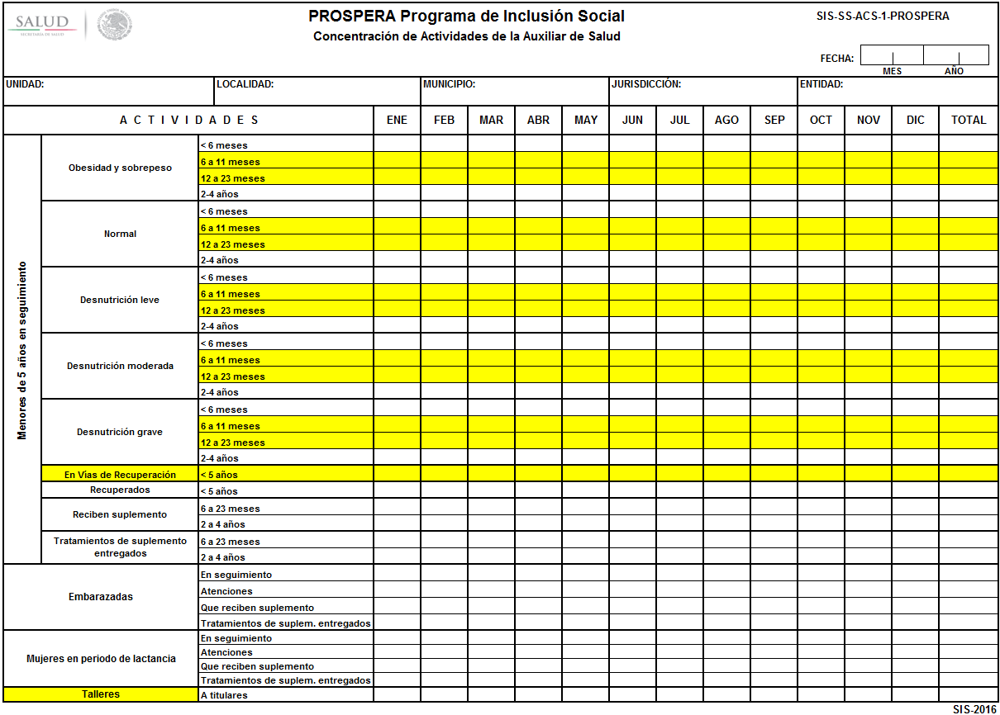 SALUD
SECRETARÍA DE SALUD
PROSPERA Programa de Inclusión Social
Concentración de Actividades de la Auxiliar de Salud
SIS-SS-ACS-1-PROSPERA
FECHA:
MES AÑO
UNIDAD: LOCALIDAD: MUNICIPIO: JURISDICCIÓN: ENTIDAD:
ACTIVIDADES ENE FEB MAR ABR MAY JUN JUL AGO SEP OCT NOV DIC TOTAL
Menores de 5 años en seguimiento
Obesidad y sobrepeso
< 6 meses
6 a 11 meses
12 a 23 meses
2-4 años
Normal
< 6 meses
6 a 11 meses
12 a 23 meses
2-4 años
Desnutrición leve
< 6 meses
6 a 11 meses
12 a 23 meses
2-4 años
Desnutrición moderada
< 6 meses
6 a 11 meses
12 a 23 meses
2-4 años
Desnutrición grave
< 6 meses
6 a 11 meses
12 a 23 meses
2-4 años
En Vías de Recuperación < 5 años
Recuperados < 5 años
Reciben suplemento
6 a 23 meses
2 a 4 años
Tratamientos de suplemento
entregados
6 a 23 meses
2 a 4 años
Embarazadas
En seguimiento
Atenciones
Que reciben suplemento
Tratamientos de suplem. entregados
Mujeres en periodo de lactancia
En seguimiento
Atenciones
Que reciben suplemento
Tratamientos de suplem. entregados
Talleres A titulares
SIS-2016